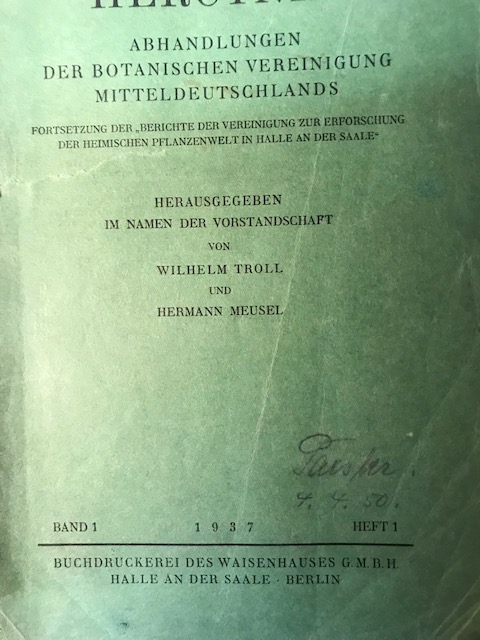 ABHANDLUNGEN
DER BOTANISCHEN VEREINIGUNG
MITTELDEUTSCHLANDS
FORTSETZUNG DER „BERICHTE DER VEREINIGUNG ZUR ERFORSCHUNG
DER HEIMISCHEN PFLANZENWELT IN HALLE AN DER SAALE“
HERAUSGEGEBEN
IM NAMEN DER VORSTANDSCHAFT
VON
WILHELM TROLL
UND
HERMANN MEUSEL
4. 4. 50.
BAND 1 1937 HEFT 1
BUCHDRUCKEREI DES WAISENHAUSES G.M.B.H.
HALLE AN DER SAALE · BERLIN